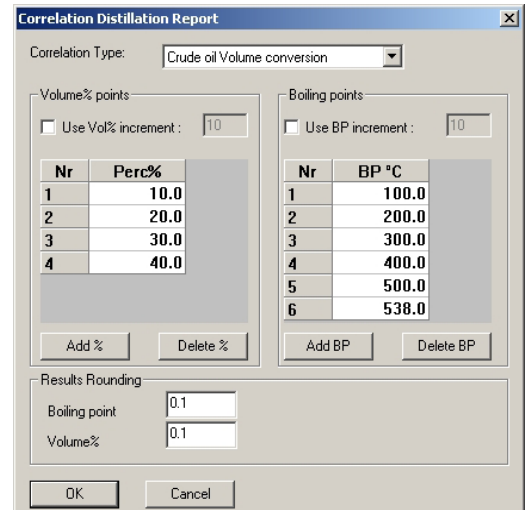 Correlation Distillation Report
Correlation Type: Crude oil Volume conversion
Volume% points
Use Vol% increment : 10
Nr Perc%
1 10.0
2 20.0
3 30.0
4 40.0
Add % Delete %
Boiling points
Use BP increment : 10
Nr BP °C
1 100.0
2 200.0
3 300.0
4 400.0
5 500.0
6 538.0
Add BP Delete BP
Results Rounding
Boiling point 0.1
Volume% 0.1
OK Cancel